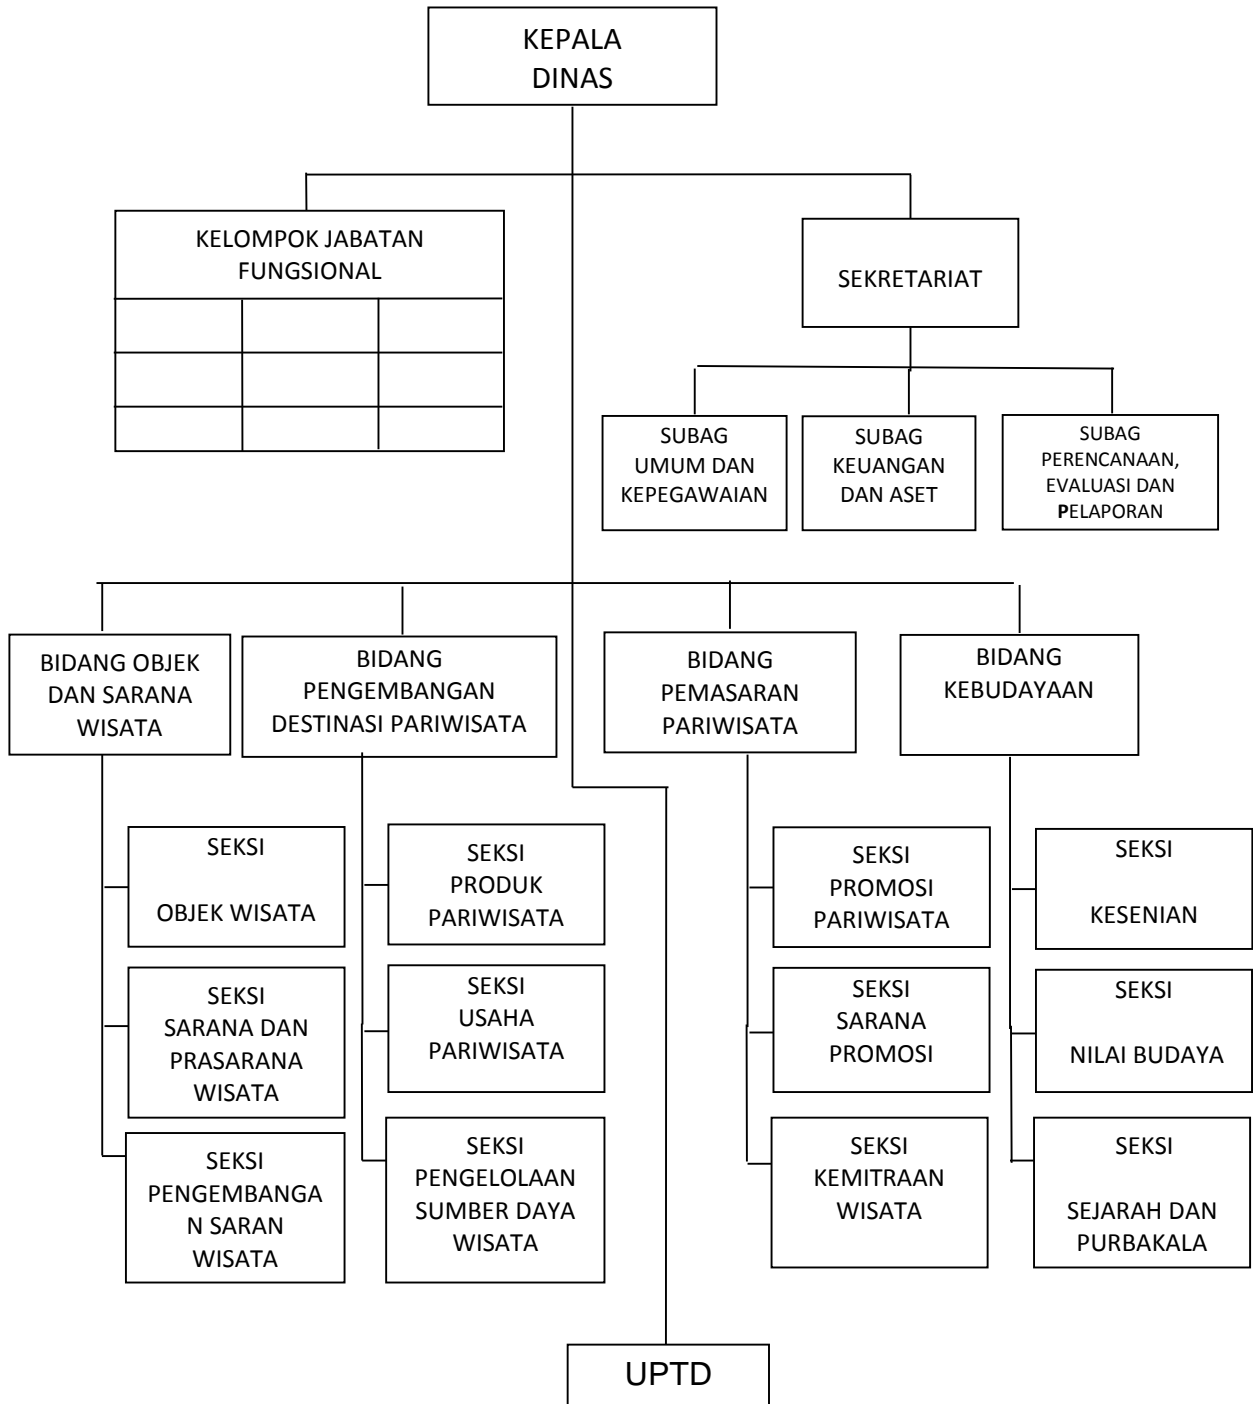 KEPALA
DINAS
KELOMPOK JABATAN
FUNGSIONAL
SEKRETARIAT
SUBAG
UMUM DAN
KEPEGAWAIAN
SUBAG
KEUANGAN
DAN ASET
SUBAG
PERENCANAAN,
EVALUASI DAN
PELAPORAN
BIDANG OBJEK
DAN SARANA
WISATA
BIDANG
PENGEMBANGAN
DESTINASI PARIWISATA
BIDANG
PEMASARAN
PARIWISATA
BIDANG
KEBUDAYAAN
SEKSI
OBJEK WISATA
SEKSI
PRODUK
PARIWISATA
SEKSI
PROMOSI
PARIWISATA
SEKSI
KESENIAN
SEKSI
SARANA DAN
PRASARANA
WISATA
SEKSI
USAHA
PARIWISATA
SEKSI
SARANA
PROMOSI
SEKSI
NILAI BUDAYA
SEKSI
PENGEMBANGA
N SARAN
WISATA
SEKSI
PENGELOLAAN
SUMBER DAYA
WISATA
SEKSI
KEMITRAAN
WISATA
SEKSI
SEJARAH DAN
PURBAKALA
UPTD